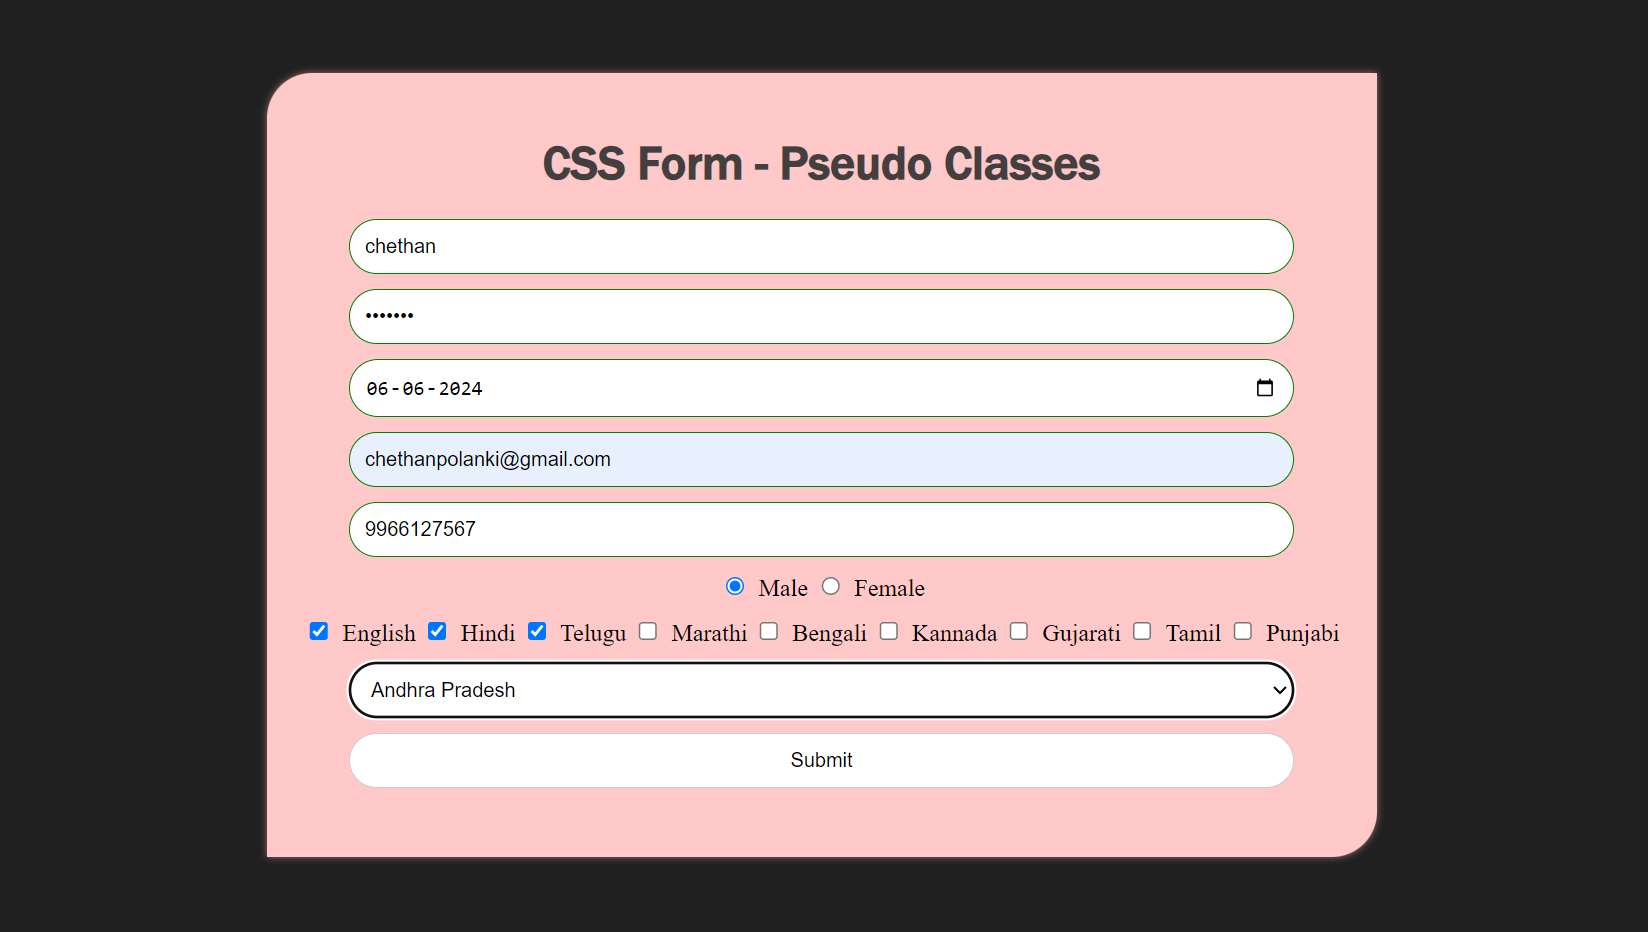 CSS Form - Pseudo Classes
chethan
•••••••
06-06-2024
chethanpolanki@gmail.com
9966127567
Male Female
English Hindi Telugu Marathi Bengali Kannada Gujarati Tamil Punjabi
Andhra Pradesh
Submit